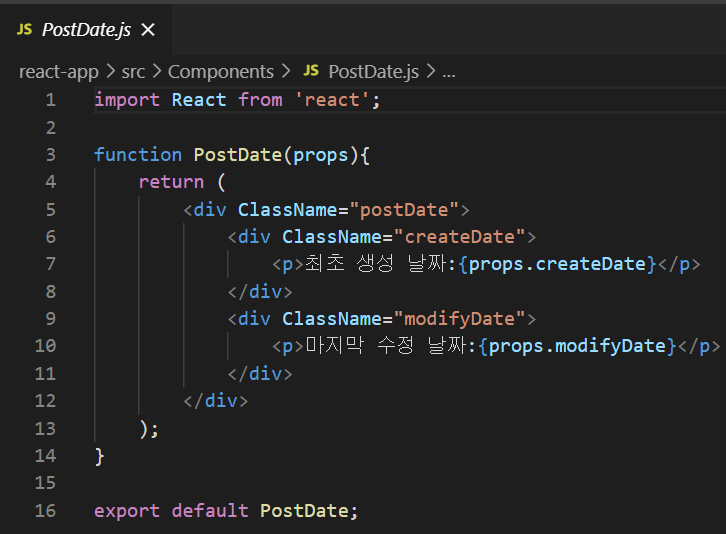 JS PostDate.js ×
react-app > src > Components > JS PostDate.js > ...
1 import React from 'react';
2
3 function PostDate(props){
4 return (
5 <div ClassName="postDate">
6 <div ClassName="createDate">
7 <p>최초 생성 날짜:{props.createDate}</p>
8 </div>
9 <div ClassName="modifyDate">
10 <p>마지막 수정 날짜:{props.modifyDate}</p>
11 </div>
12 </div>
13 );
14 }
15
16 export default PostDate;